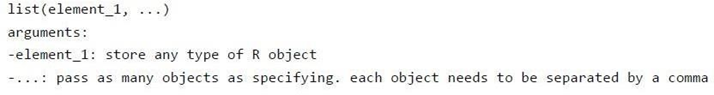 list(element_1, ...)
arguments:
-element_1: store any type of R object
-...: pass as many objects as specifying. each object needs to be separated by a comma